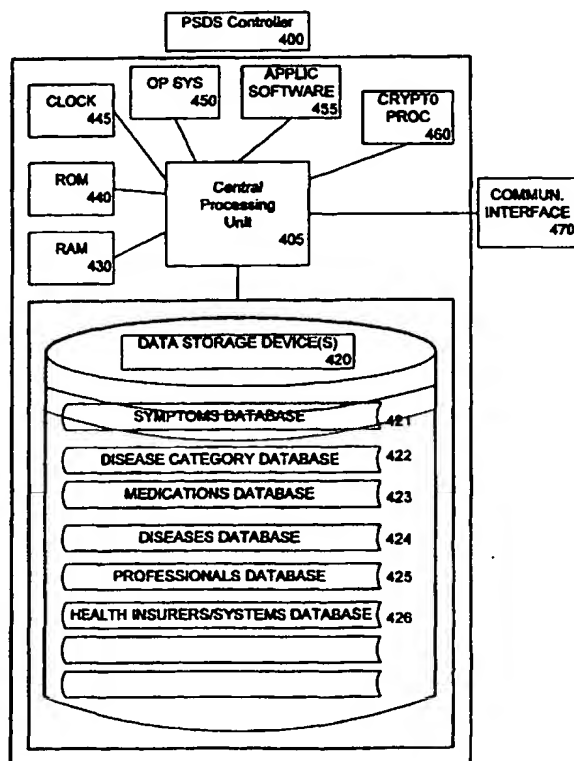 PSDS Controller
400
CLOCK
445
OP SYS
450
APPLIC
SOFTWARE
455
CRYPT0
PROC
460
ROM
440
Central
Processing
Unit
405
COMMUN.
INTERFACE
470
RAM
430
DATA STORAGE DEVICE(S)
420
SYMPTOMS DATABASE 421
DISEASE CATEGORY DATABASE 422
MEDICATIONS DATABASE 423
DISEASES DATABASE 424
PROFESSIONALS DATABASE 425
HEALTH INSURERS/SYSTEMS DATABASE 426